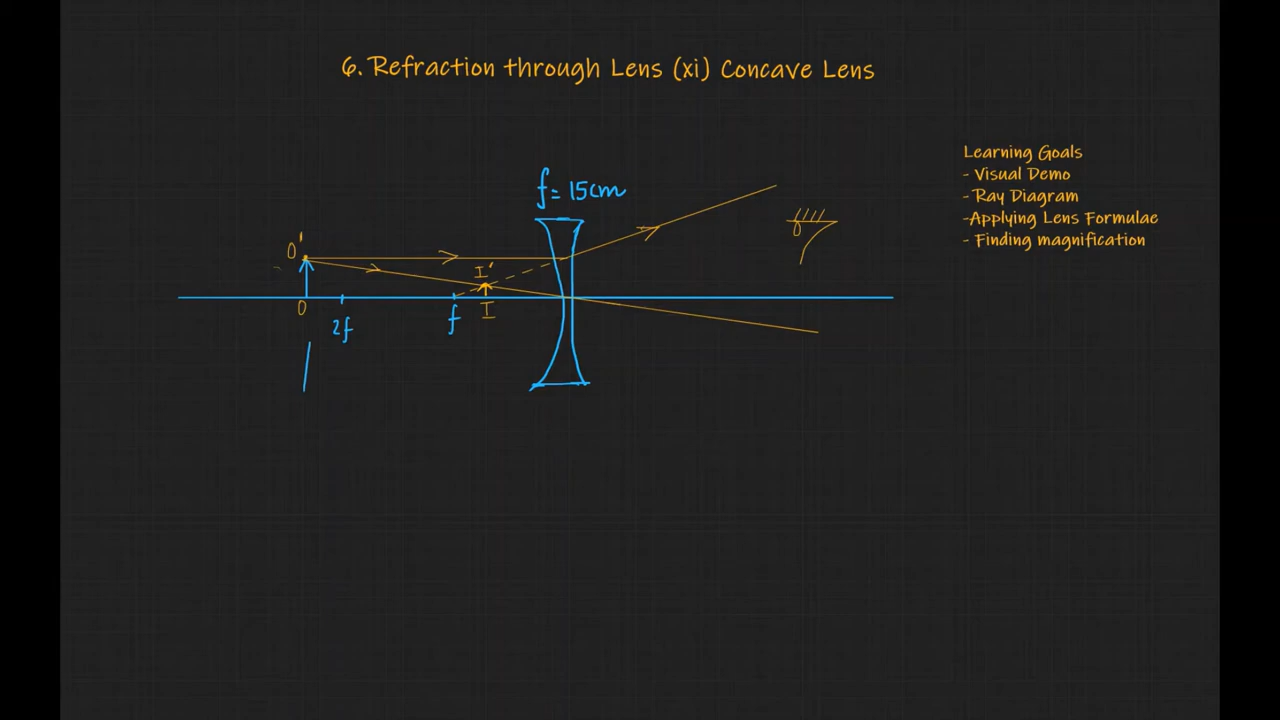 6. Refraction through Lens (xi) Concave Lens
Learning Goals
- Visual Demo
- Ray Diagram
-Applying Lens Formulae
- Finding magnification
f = 15cm
O'
I'
O
2f
f
I